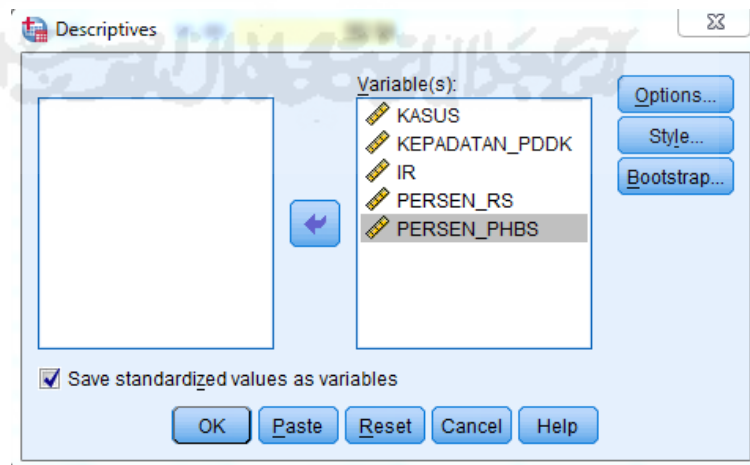 Descriptives
Variable(s):
KASUS
KEPADATAN_PDDK
IR
PERSEN_RS
PERSEN_PHBS
Options...
Style...
Bootstrap...
Save standardized values as variables
OK
Paste
Reset
Cancel
Help